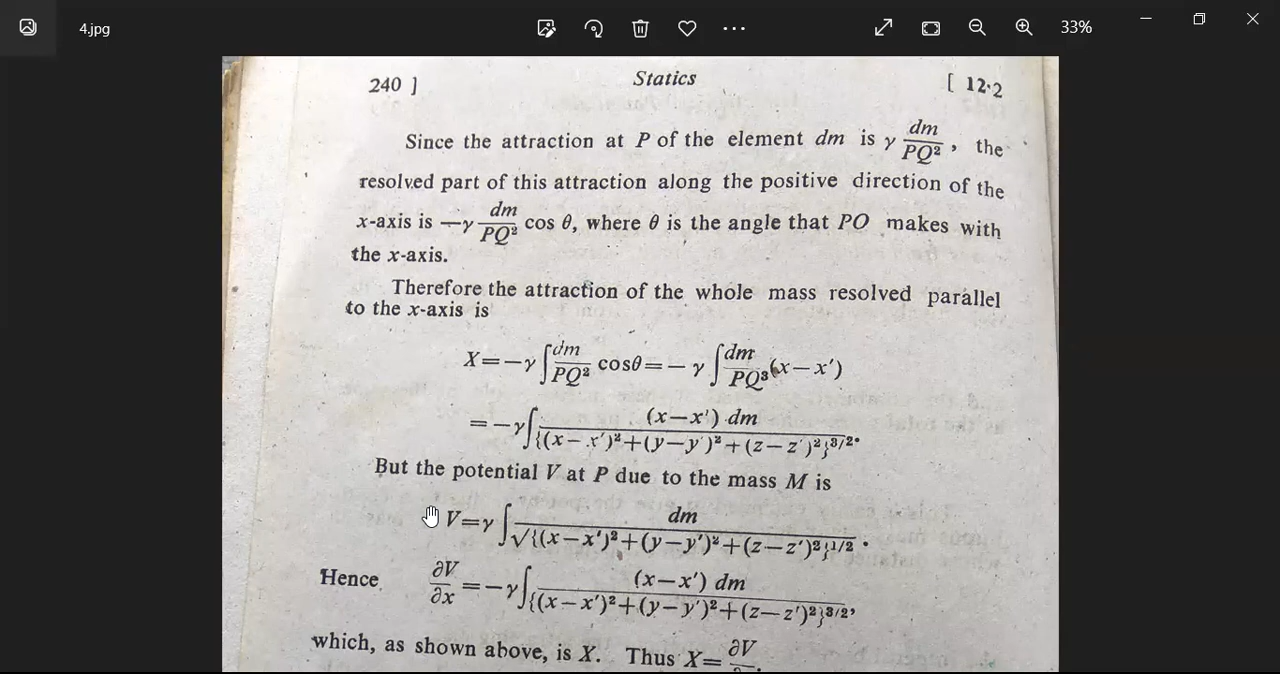 4.jpg
33%
240 ]
Statics
[ 12·2
Since the attraction at P of the element dm is γ dm/PQ², the
resolved part of this attraction along the positive direction of the
x-axis is —γ dm/PQ² cos θ, where θ is the angle that PO makes with
the x-axis.
Therefore the attraction of the whole mass resolved parallel
to the x-axis is
X=−γ ∫ dm/PQ² cosθ=− γ ∫ dm/PQ³ (x−x′)
=−γ ∫ (x−x′) dm / {(x−x′)²+(y−y′)²+(z−z′)²}³/²·
But the potential V at P due to the mass M is
V=γ ∫ dm / √{(x−x′)²+(y−y′)²+(z−z′)²}¹/² ·
Hence ∂V/∂x =−γ ∫ (x−x′) dm / {(x−x′)²+(y−y′)²+(z−z′)²}³/²,
which, as shown above, is X. Thus X= ∂V